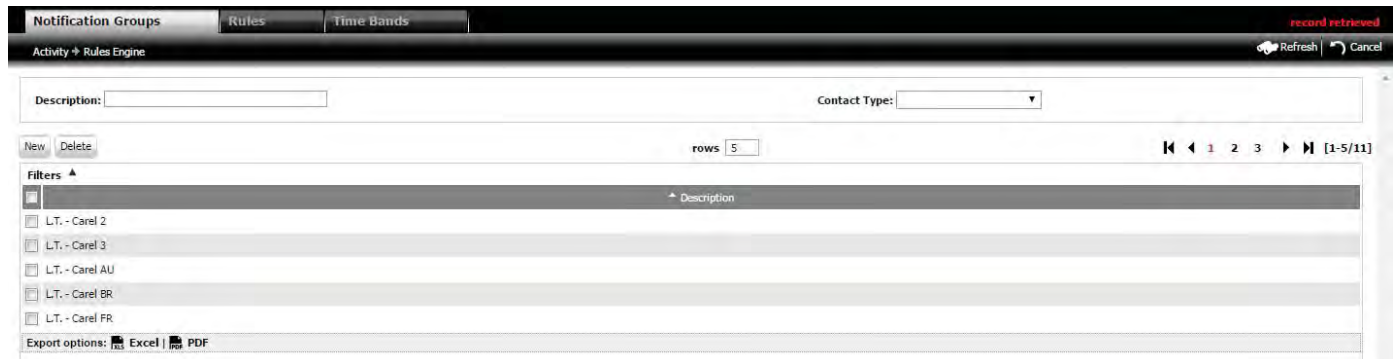 Notification Groups Rules Time Bands record retrieved
Activity Rules Engine Refresh | Cancel
Description: Contact Type:
New Delete rows 5 1 2 3 [1-5/11]
Filters
Description
L.T. - Carel 2
L.T. - Carel 3
L.T. - Carel AU
L.T. - Carel BR
L.T. - Carel FR
Export options: XLS Excel | PDF PDF